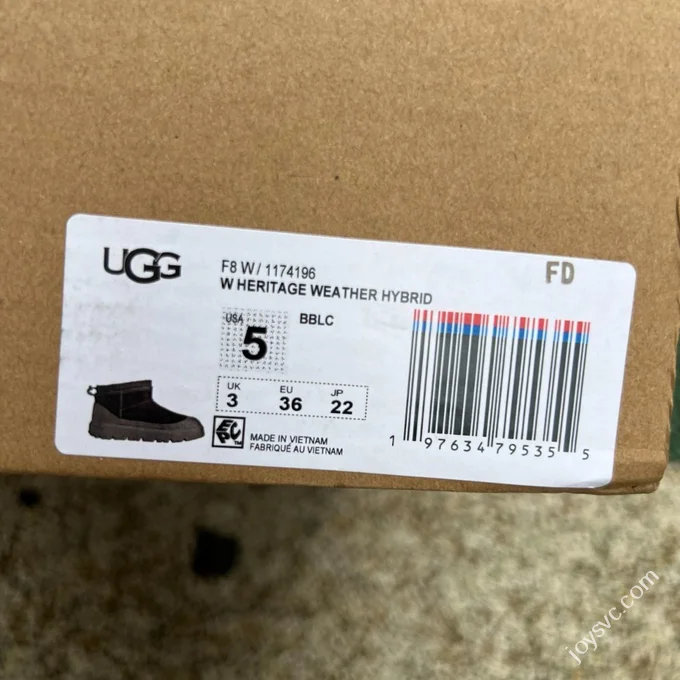 UGG
F8 W / 1174196
W HERITAGE WEATHER HYBRID
FD
USA
5
BBLC
UK
3
EU
36
JP
22
MADE IN VIETNAM
FABRIQUÉ AU VIETNAM
1 97634 79535 5
joysvc.com